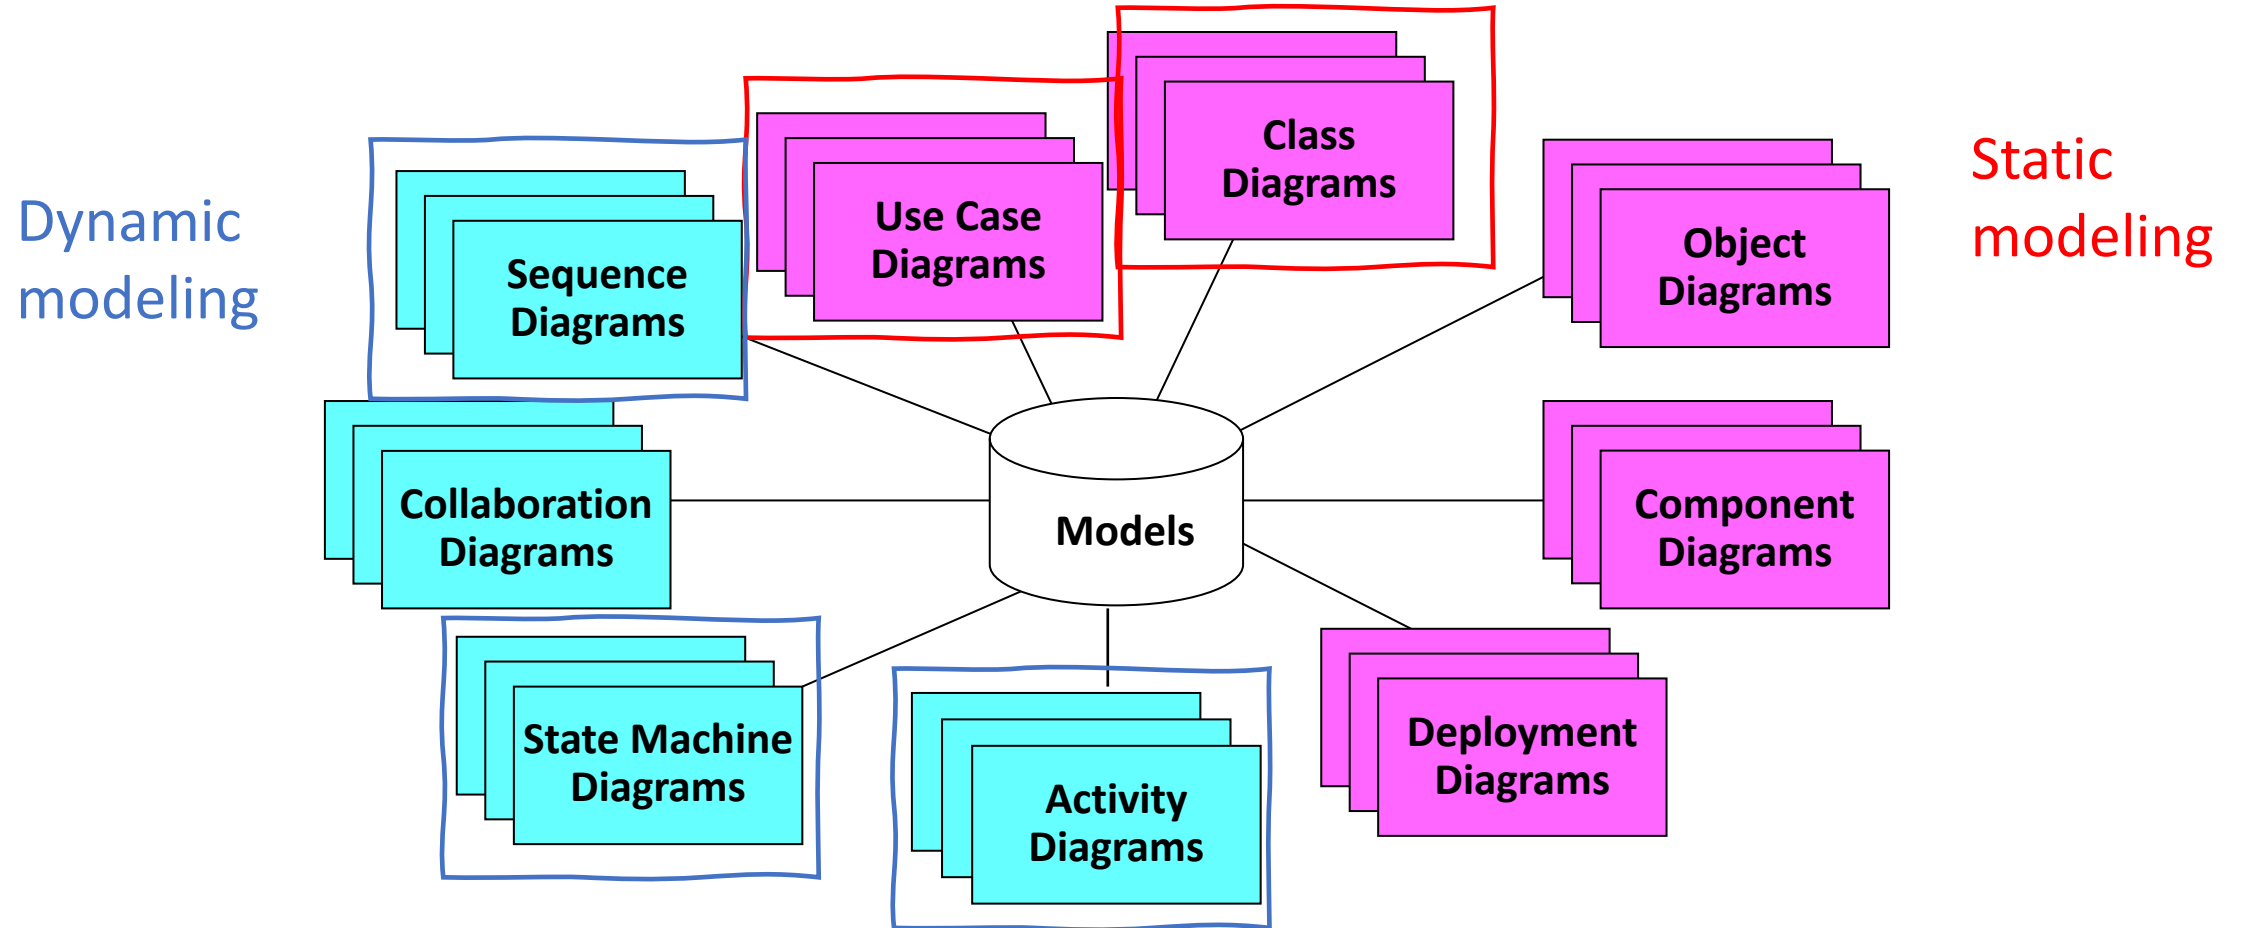 Dynamic
modeling
Sequence
Diagrams
Use Case
Diagrams
Class
Diagrams
Object
Diagrams
Static
modeling
Collaboration
Diagrams
Models
Component
Diagrams
State Machine
Diagrams
Activity
Diagrams
Deployment
Diagrams